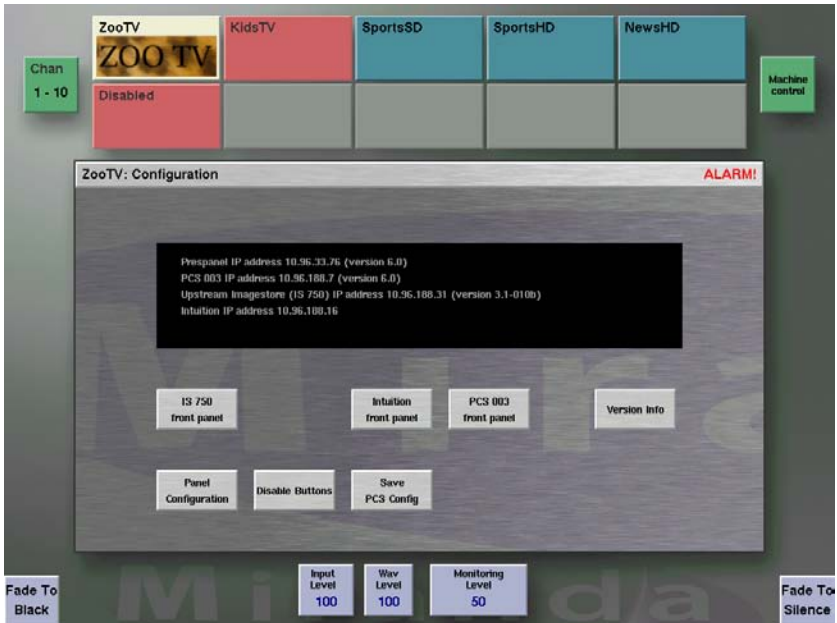 ZooTV
KidsTV
SportsSD
SportsHD
NewsHD
ZOO TV
Chan
1 - 10
Machine
control
Disabled
ZooTV: Configuration
ALARM!
Prespanel IP address 10.96.33.76 (version 6.0)
PCS 003 IP address 10.96.188.7 (version 6.0)
Upstream Imagestore (IS 750) IP address 10.96.188.31 (version 3.1-010b)
Intuition IP address 10.96.188.16
IS 750
front panel
Intuition
front panel
PCS 003
front panel
Version Info
Panel
Configuration
Disable Buttons
Save
PCS Config
Mira
Input
Level
100
Wav
Level
100
Monitoring
Level
50
Fade To
Black
Miranda
Fade To
Silence